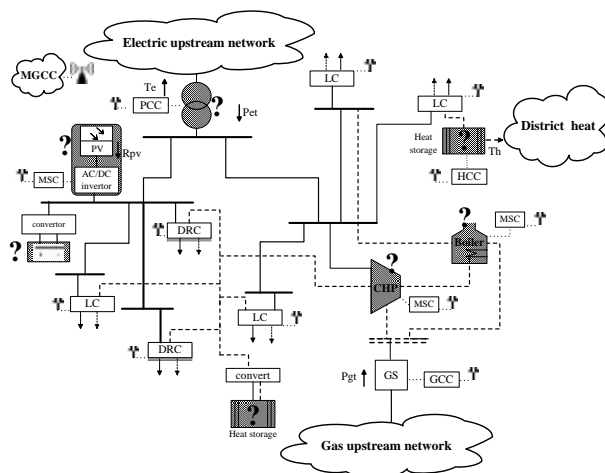 Electric upstream network
MGCC
Te
PCC
?
Pet
LC
LC
Heat
storage
?
Th
District heat
HCC
?
PV
Rpv
MSC
AC/DC
invertor
convertor
?
DRC
?
Boiler
MSC
?
CHP
MSC
LC
LC
DRC
convert
?
Heat storage
Pgt
GS
GCC
Gas upstream network